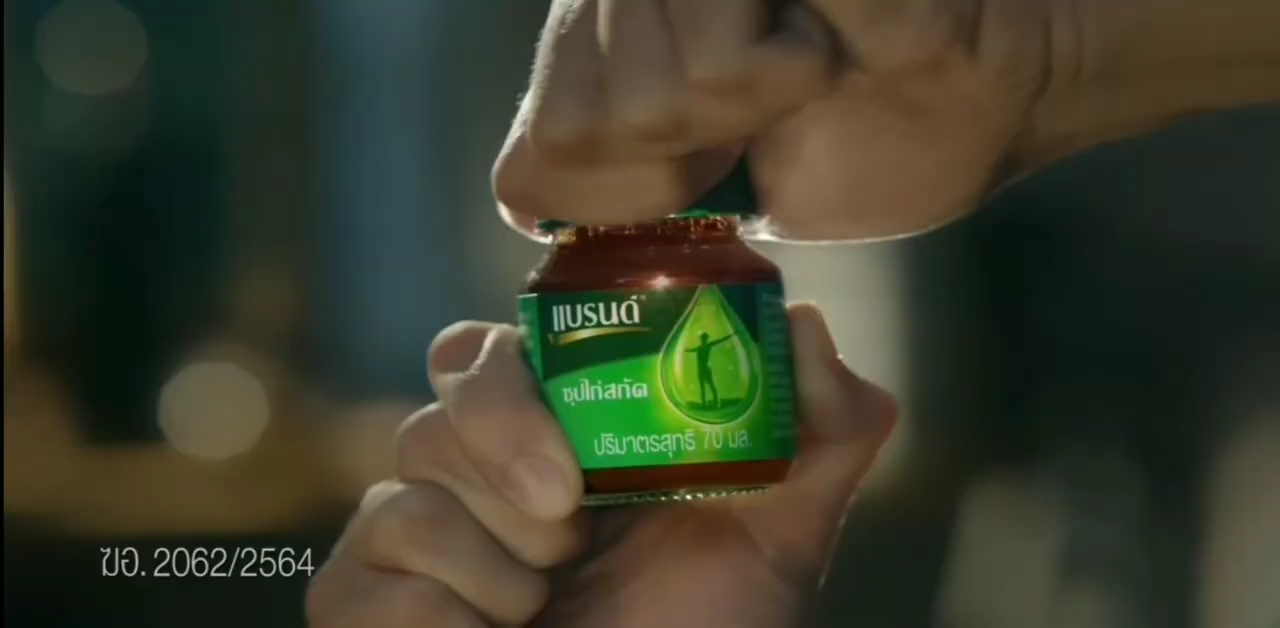 แบรนด์
ซุปไก่สกัด
ปริมาตรสุทธิ 70 มล.
ฆอ. 2062/2564